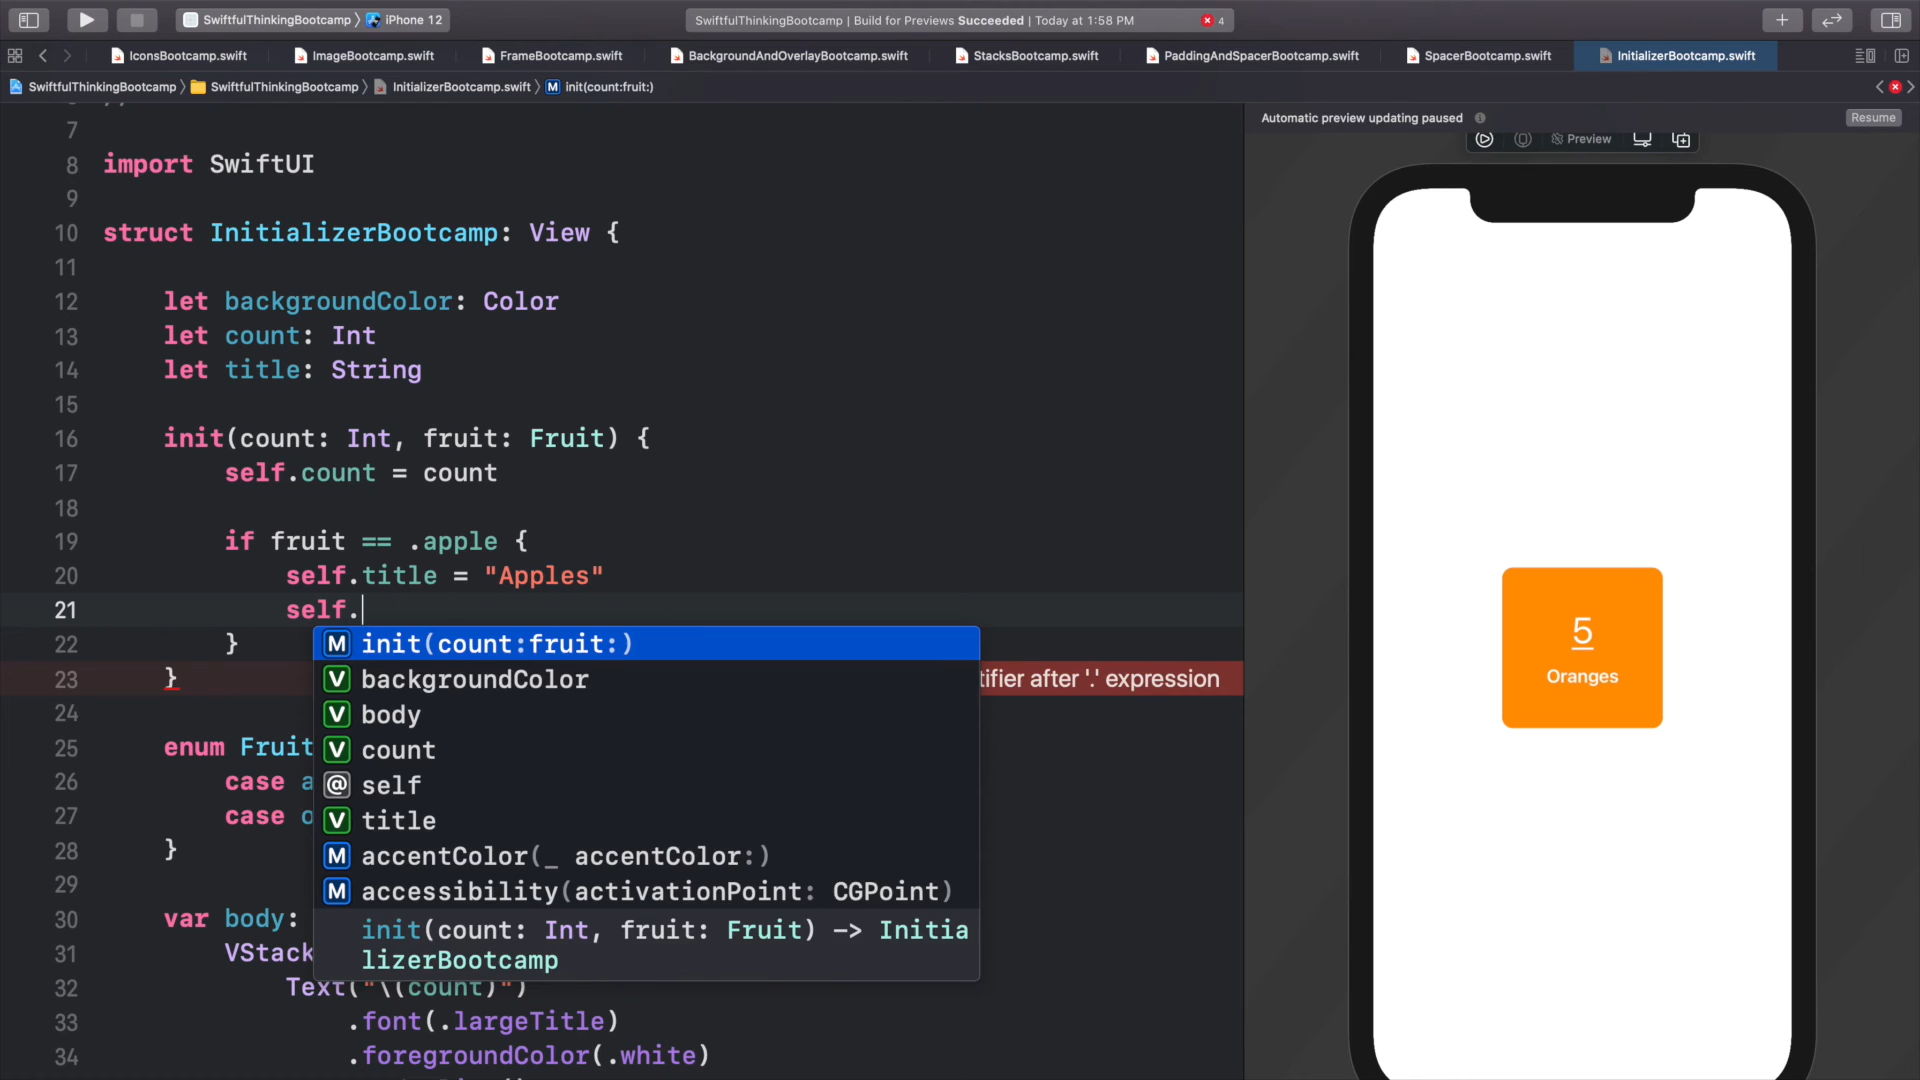 SwiftfulThinkingBootcamp 〉 iPhone 12
SwiftfulThinkingBootcamp | Build for Previews Succeeded | Today at 1:58 PM
4
IconsBootcamp.swift
ImageBootcamp.swift
FrameBootcamp.swift
BackgroundAndOverlayBootcamp.swift
StacksBootcamp.swift
PaddingAndSpacerBootcamp.swift
SpacerBootcamp.swift
InitializerBootcamp.swift
SwiftfulThinkingBootcamp 〉 SwiftfulThinkingBootcamp 〉 InitializerBootcamp.swift 〉 M init(count:fruit:)
7
8 import SwiftUI
9
10 struct InitializerBootcamp: View {
11
12 let backgroundColor: Color
13 let count: Int
14 let title: String
15
16 init(count: Int, fruit: Fruit) {
17 self.count = count
18
19 if fruit == .apple {
20 self.title = "Apples"
21 self.
22 }
23 } tifier after '.' expression
24
25 enum Fruit
26 case a
27 case o
28 }
29
30 var body:
31 VStack
32 Text("\(count)")
33 .font(.largeTitle)
34 .foregroundColor(.white)
M init(count:fruit:)
V backgroundColor
V body
V count
@ self
V title
M accentColor(_ accentColor:)
M accessibility(activationPoint: CGPoint)
init(count: Int, fruit: Fruit) -> Initia
lizerBootcamp
Automatic preview updating paused
Resume
Preview
5
Oranges